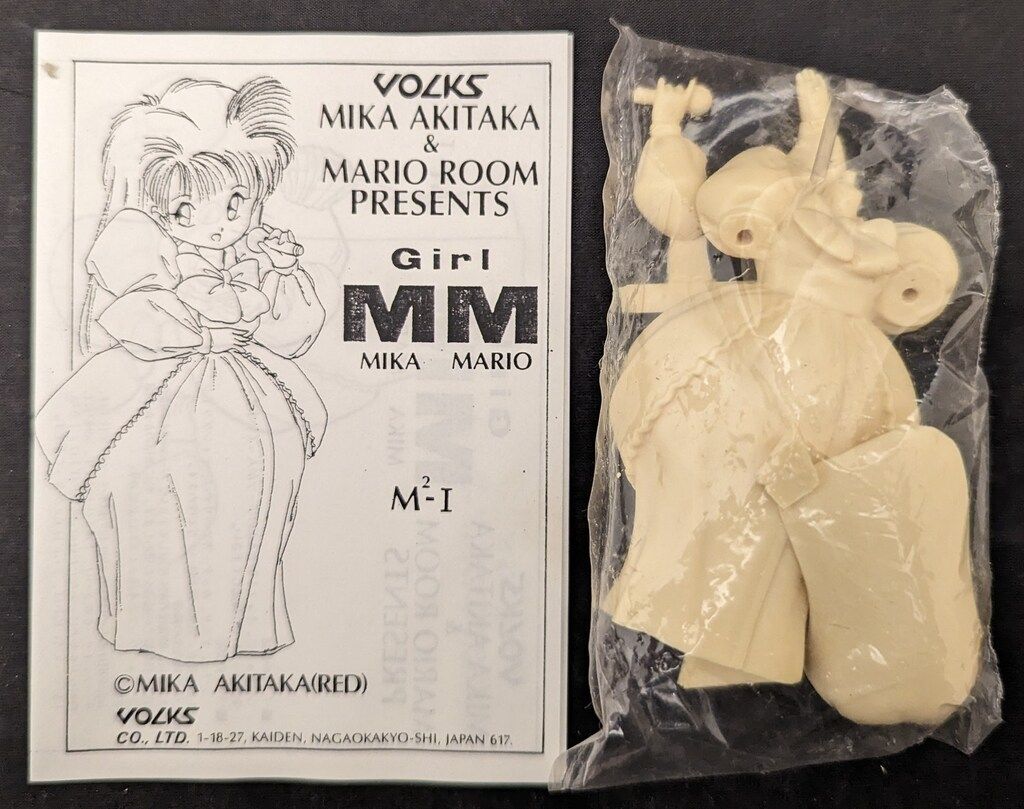 VOLKS
MIKA AKITAKA
&
MARIO ROOM
PRESENTS
Girl
MM
MIKA MARIO
M²-I
©MIKA AKITAKA(RED)
VOLKS
CO., LTD. 1-18-27, KAIDEN, NAGAOKAKYO-SHI, JAPAN 617.